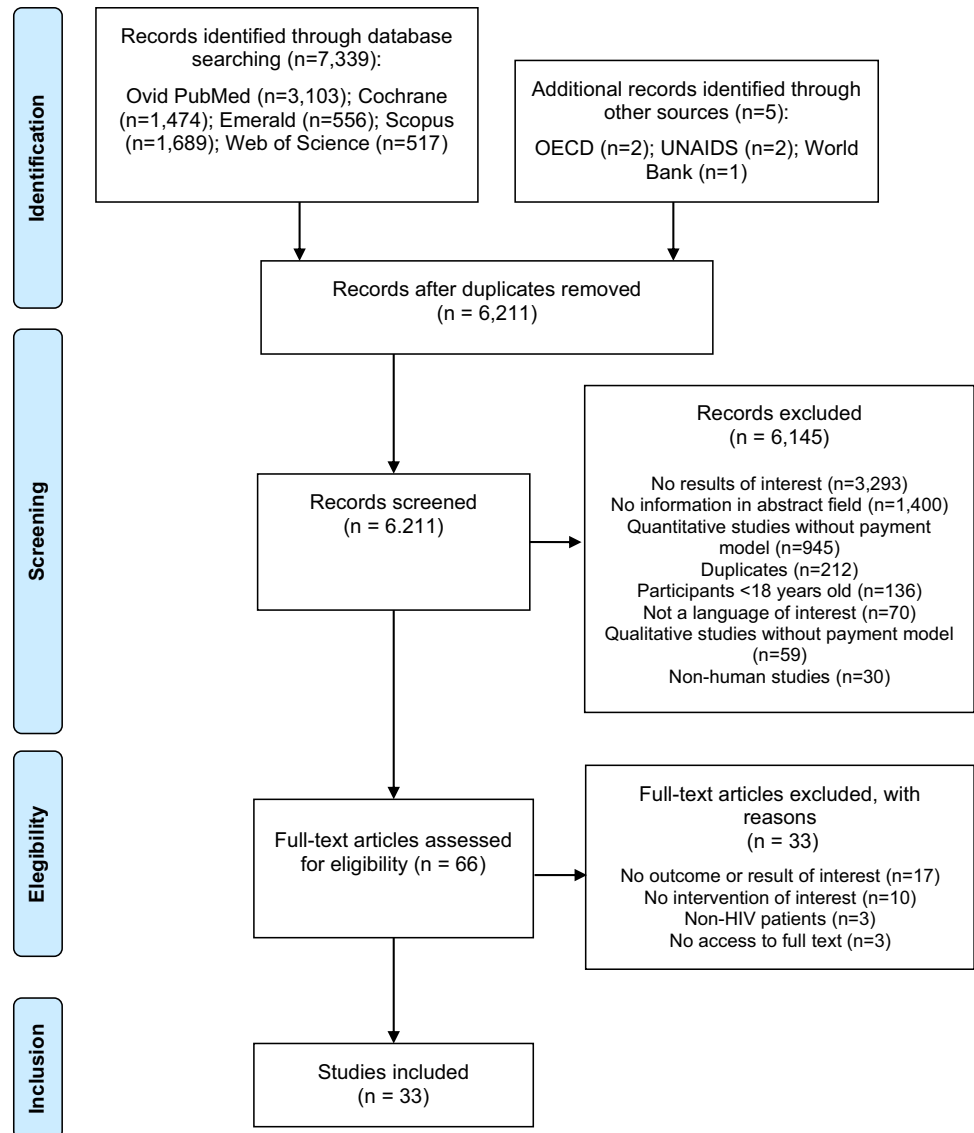 Identification
Records identified through database
searching (n=7,339):
Ovid PubMed (n=3,103); Cochrane
(n=1,474); Emerald (n=556); Scopus
(n=1,689); Web of Science (n=517)
Additional records identified through
other sources (n=5):
OECD (n=2); UNAIDS (n=2); World
Bank (n=1)
Records after duplicates removed
(n = 6,211)
Screening
Records screened
(n = 6.211)
Records excluded
(n = 6,145)
No results of interest (n=3,293)
No information in abstract field (n=1,400)
Quantitative studies without payment
model (n=945)
Duplicates (n=212)
Participants <18 years old (n=136)
Not a language of interest (n=70)
Qualitative studies without payment model
(n=59)
Non-human studies (n=30)
Elegibility
Full-text articles assessed
for eligibility (n = 66)
Full-text articles excluded, with
reasons
(n = 33)
No outcome or result of interest (n=17)
No intervention of interest (n=10)
Non-HIV patients (n=3)
No access to full text (n=3)
Inclusion
Studies included
(n = 33)